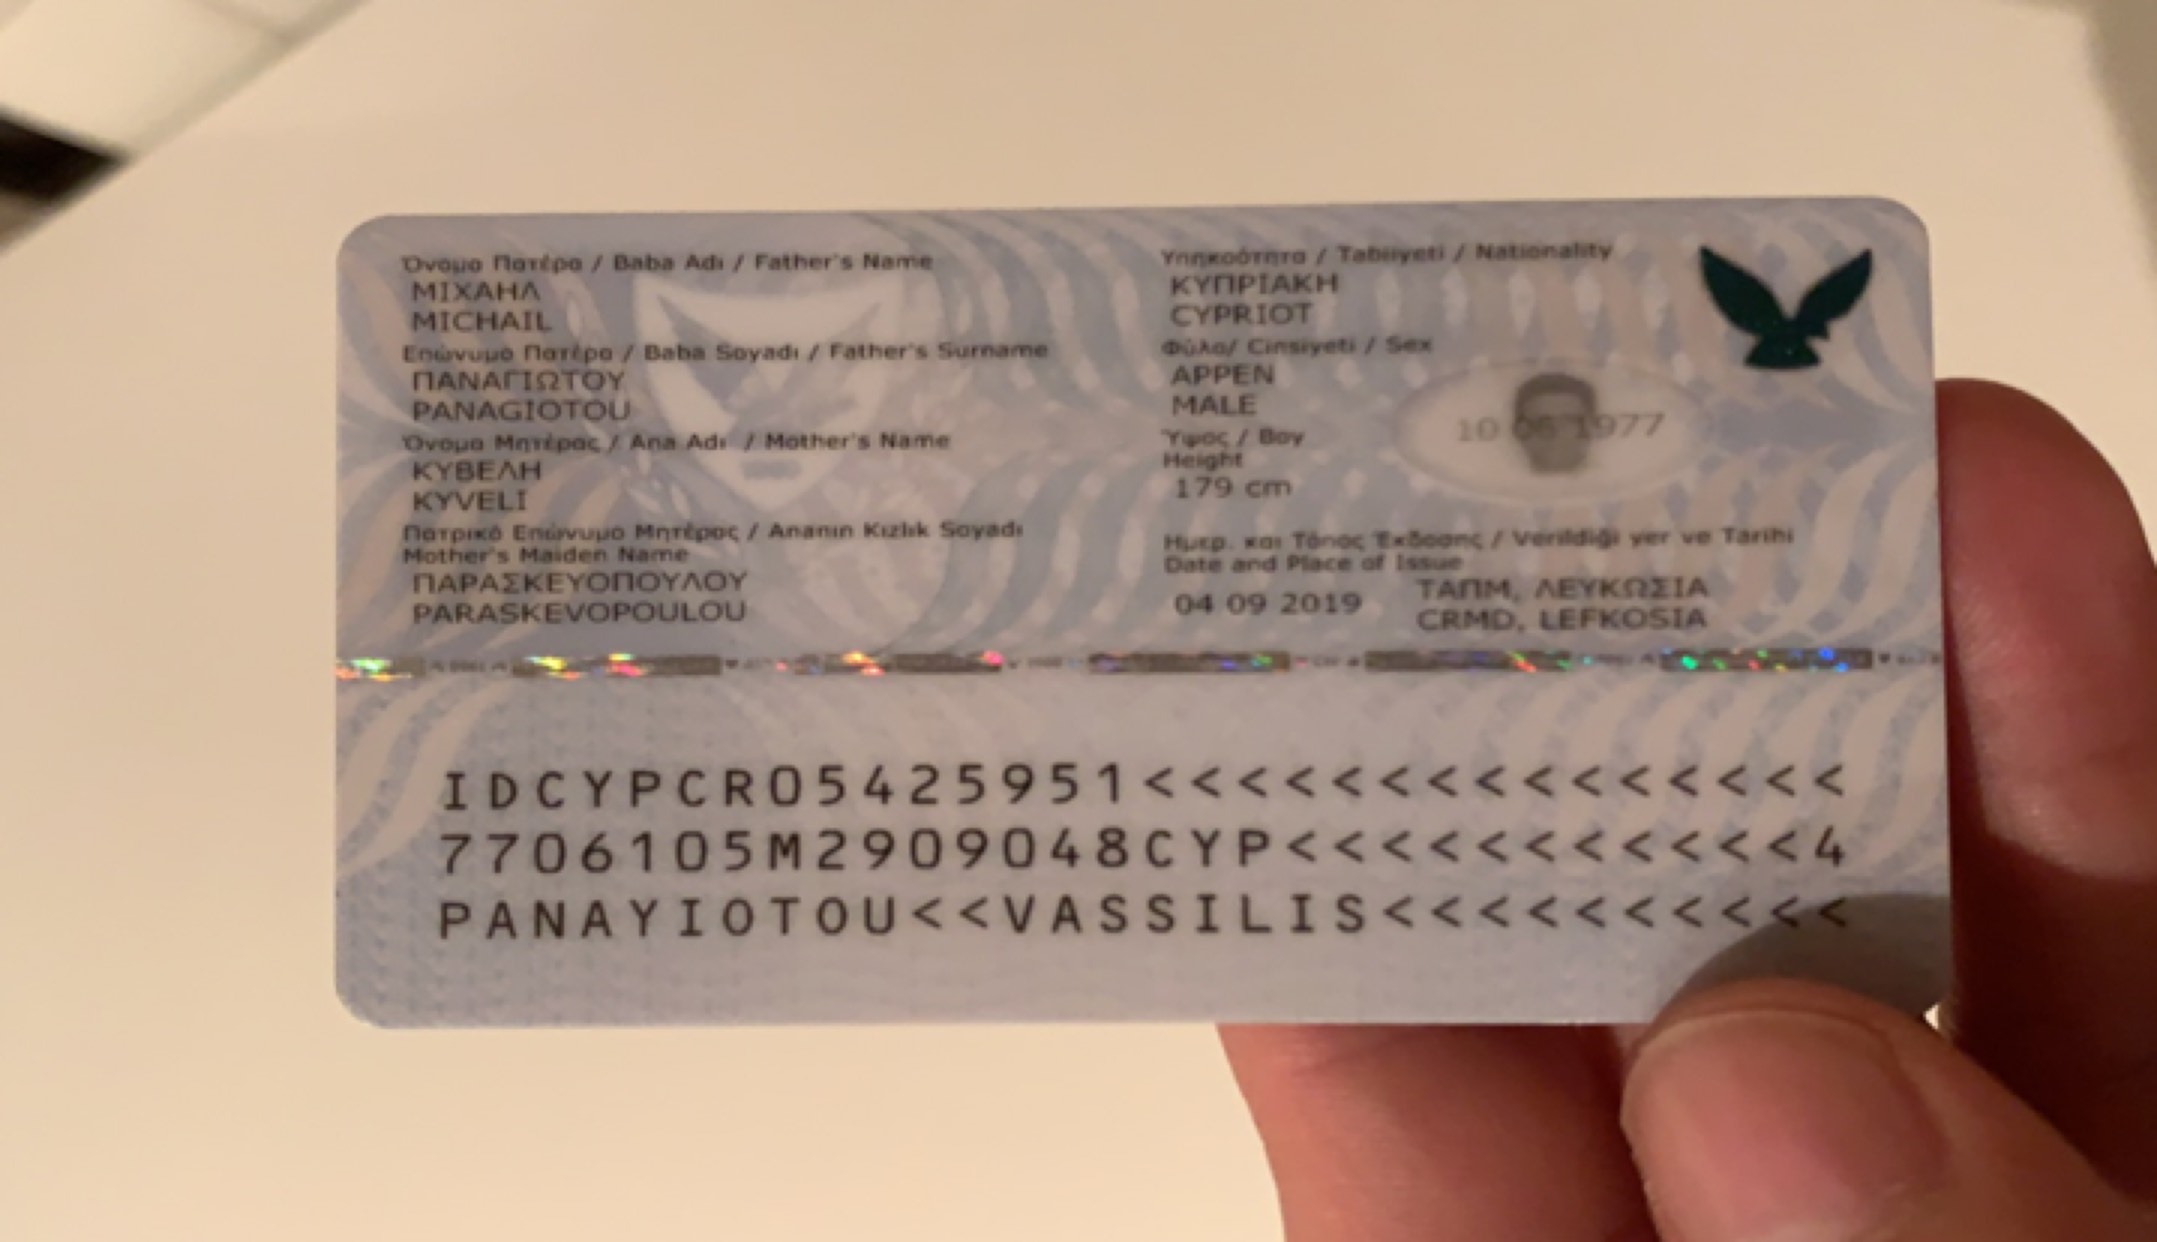 Όνομα Πατέρα / Baba Adı / Father's Name
ΜΙΧΑΗΛ
MICHAIL
Επώνυμο Πατέρα / Baba Soyadı / Father's Surname
ΠΑΝΑΓΙΩΤΟΥ
PANAGIOTOU
Όνομα Μητέρας / Ana Adı / Mother's Name
ΚΥΒΕΛΗ
KYVELI
Πατρικό Επώνυμο Μητέρας / Ananın Kızlık Soyadı
Mother's Maiden Name
ΠΑΡΑΣΚΕΥΟΠΟΥΛΟΥ
PARASKEVOPOULOU
Υπηκοότητα / Tabiiyeti / Nationality
ΚΥΠΡΙΑΚΗ
CYPRIOT
Φύλο/ Cinsiyeti / Sex
ΑΡΡΕΝ
MALE
Ύψος / Boy
Height
179 cm
10 06 1977
Ημερ. και Τόπος Έκδοσης / Verildiği yer ve Tarihi
Date and Place of Issue
04 09 2019 ΤΑΠΜ, ΛΕΥΚΩΣΙΑ
CRMD, LEFKOSIA
IDCYPCR05425951<<<<<<<<<<<<<<<
7706105M2909048CYP<<<<<<<<<<<4
PANAYIOTOU<<VASSILIS<<<<<<<<<<